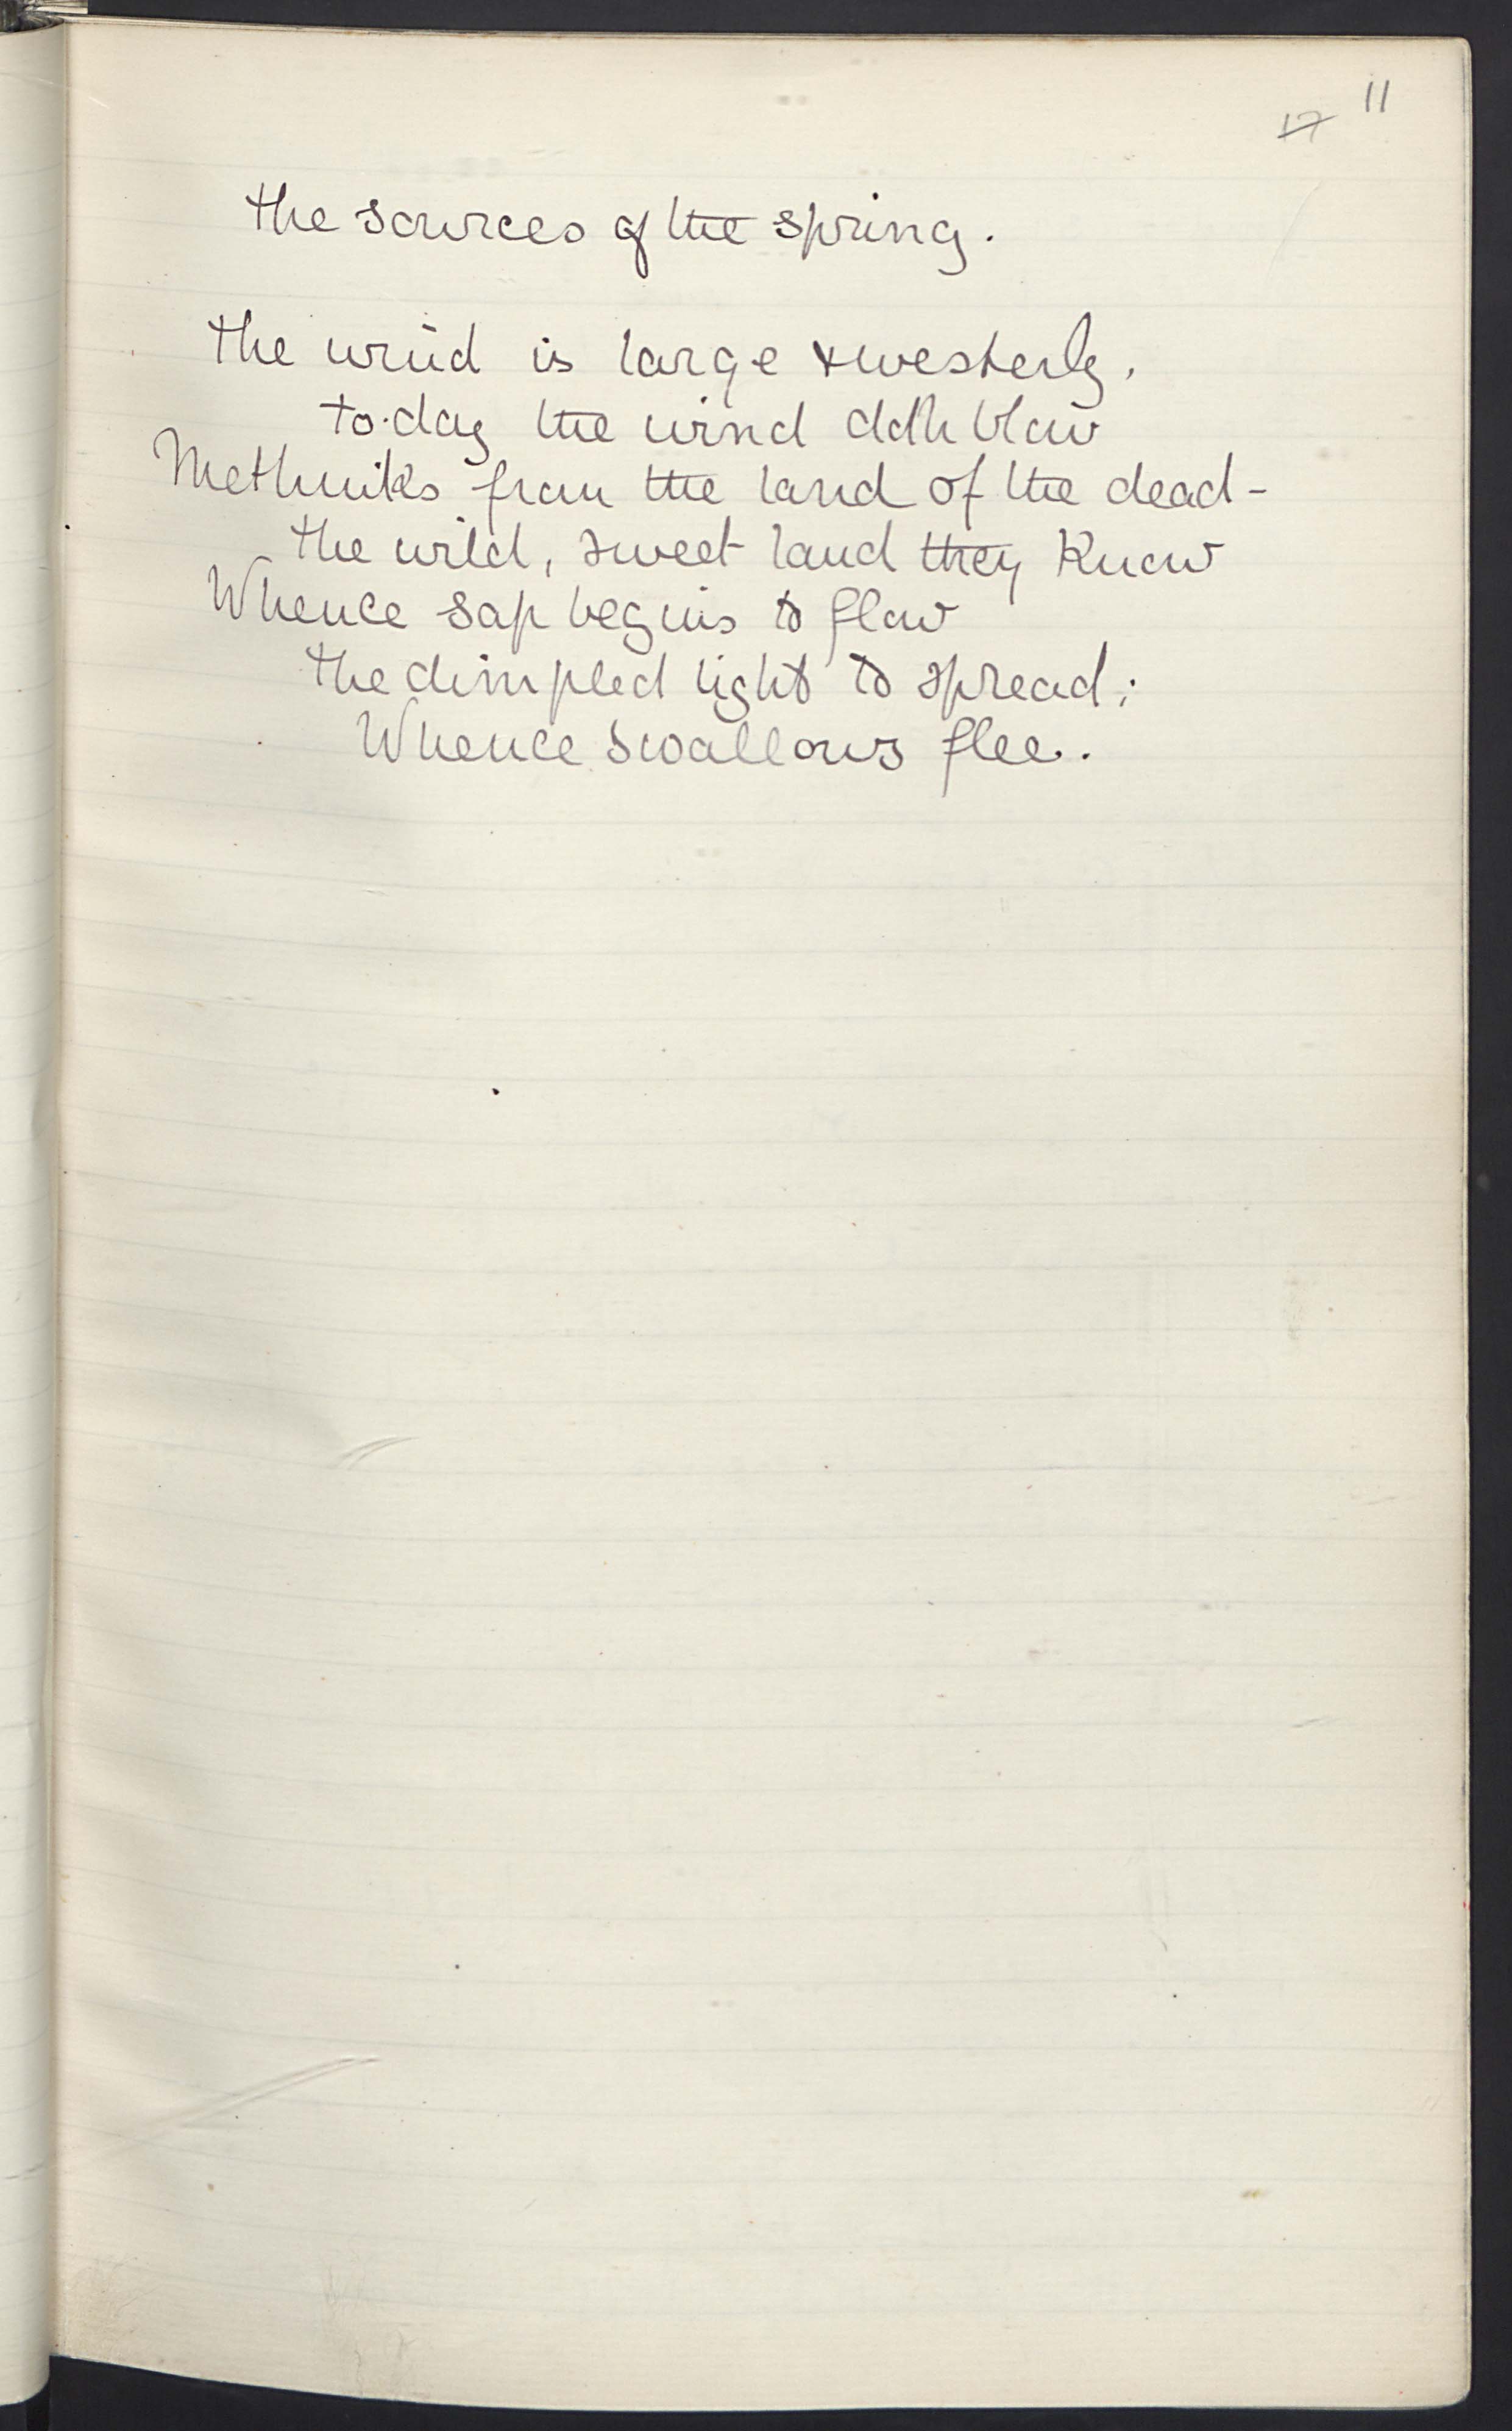 11
17
The sources of the spring.
The wind is large & westerly,
To-day the wind doth blow
Methinks from the land of the dead -
The wild, sweet land they know
Whence sap begins to flow
The dimpled light to spread;
Whence swallows flee.